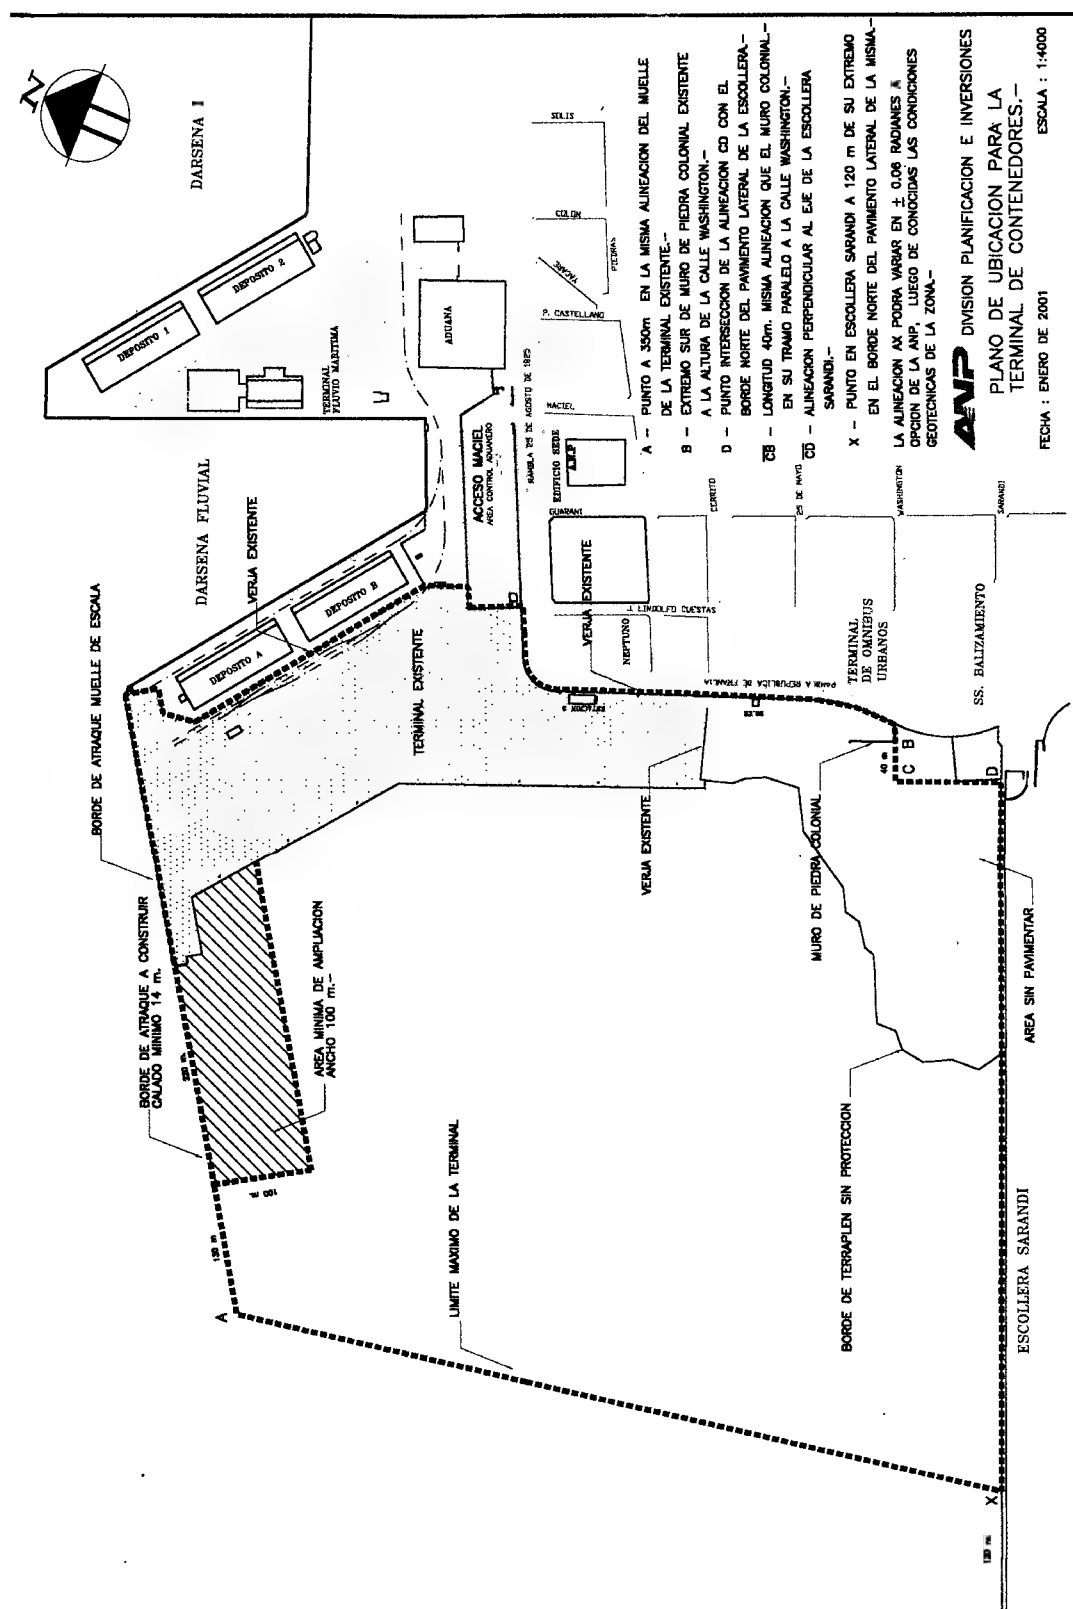 N
DARSENA I
DEPOSITO 1
DEPOSITO 2
TERMINAL
FLUVIO MARITIMA
ADUANA
SOLIS
COLON
YACARE
PIEDRAS
P. CASTELLANO
MACIEL
RAMBLA 25 DE AGOSTO DE 1825
ACCESO MACIEL
AREA CONTROL ADUANERO
EDIFICIO SEDE
A.N.P
GUARANI
CERRITO
25 DE MAYO
WASHINGTON
SARANDI
DARSENA FLUVIAL
VERJA EXISTENTE
DEPOSITO A
DEPOSITO B
TERMINAL EXISTENTE
BORDE DE ATRAQUE MUELLE DE ESCALA
VERJA EXISTENTE
J. LINDOLFO CUESTAS
NEPTUNO
RAMBLA REPUBLICA DE FRANCIA
TERMINAL
DE OMNIBUS
URBANOS
SS. BALIZAMIENTO
B
40 m
C
D
VERJA EXISTENTE
MURO DE PIEDRA COLONIAL
AREA SIN PAVIMENTAR
BORDE DE ATRAQUE A CONSTRUIR
CALADO MINIMO 14 m.
220 m.
AREA MINIMA DE AMPLIACION
ANCHO 100 m.-
100 m.
130 m
A
LIMITE MAXIMO DE LA TERMINAL
BORDE DE TERRAPLEN SIN PROTECCION
ESCOLLERA SARANDI
X
120 m
A – PUNTO A 350m EN LA MISMA ALINEACION DEL MUELLE
DE LA TERMINAL EXISTENTE.–
B – EXTREMO SUR DE MURO DE PIEDRA COLONIAL EXISTENTE
A LA ALTURA DE LA CALLE WASHINGTON.–
D – PUNTO INTERSECCION DE LA ALINEACION CD CON EL
BORDE NORTE DEL PAVIMENTO LATERAL DE LA ESCOLLERA.–
CB – LONGITUD 40m. MISMA ALINEACION QUE EL MURO COLONIAL.–
EN SU TRAMO PARALELO A LA CALLE WASHINGTON.–
CD – ALINEACION PERPENDICULAR AL EJE DE LA ESCOLLERA
SARANDI.–
X – PUNTO EN ESCOLLERA SARANDI A 120 m DE SU EXTREMO
EN EL BORDE NORTE DEL PAVIMENTO LATERAL DE LA MISMA.–
LA ALINEACION AX PODRA VARIAR EN ± 0.06 RADIANES A
OPCION DE LA ANP, LUEGO DE CONOCIDAS LAS CONDICIONES
GEOTECNICAS DE LA ZONA.–
ANP DIVISION PLANIFICACION E INVERSIONES
PLANO DE UBICACION PARA LA
TERMINAL DE CONTENEDORES.–
FECHA : ENERO DE 2001 ESCALA : 1:4000